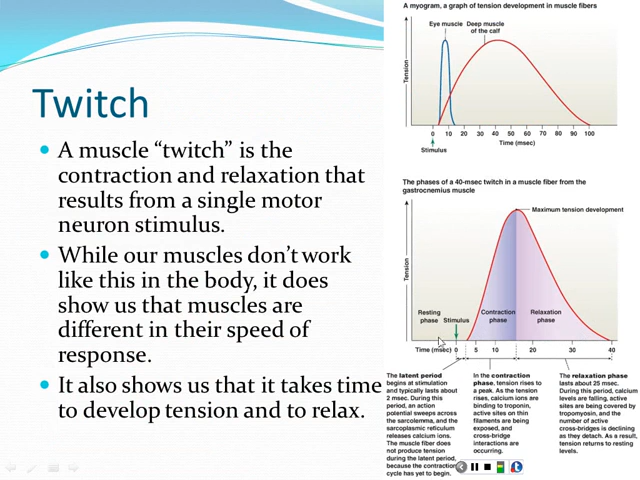 Twitch
A muscle “twitch” is the
contraction and relaxation that
results from a single motor
neuron stimulus.
While our muscles don’t work
like this in the body, it does
show us that muscles are
different in their speed of
response.
It also shows us that it takes time
to develop tension and to relax.
A myogram, a graph of tension development in muscle fibers
Eye muscle Deep muscle
of the calf
Tension
0 10 20 30 40 50 60 70 80 90 100
Time (msec)
Stimulus
The phases of a 40-msec twitch in a muscle fiber from the
gastrocnemius muscle
Maximum tension development
Tension
Resting
phase
Stimulus
Contraction
phase
Relaxation
phase
Time (msec) 0 5 10 20 30 40
The latent period
begins at stimulation
and typically lasts about
2 msec. During this
period, an action
potential sweeps across
the sarcolemma, and the
sarcoplasmic reticulum
releases calcium ions.
The muscle fiber does
not produce tension
during the latent period,
because the contraction
cycle has yet to begin.
In the contraction
phase, tension rises to
a peak. As the tension
rises, calcium ions are
binding to troponin,
active sites on thin
filaments are being
exposed, and
cross-bridge
interactions are
occurring.
The relaxation phase
lasts about 25 msec.
During this period, calcium
levels are falling, active
sites are being covered by
tropomyosin, and the
number of active
cross-bridges is declining
as they detach. As a result,
tension returns to resting
levels.